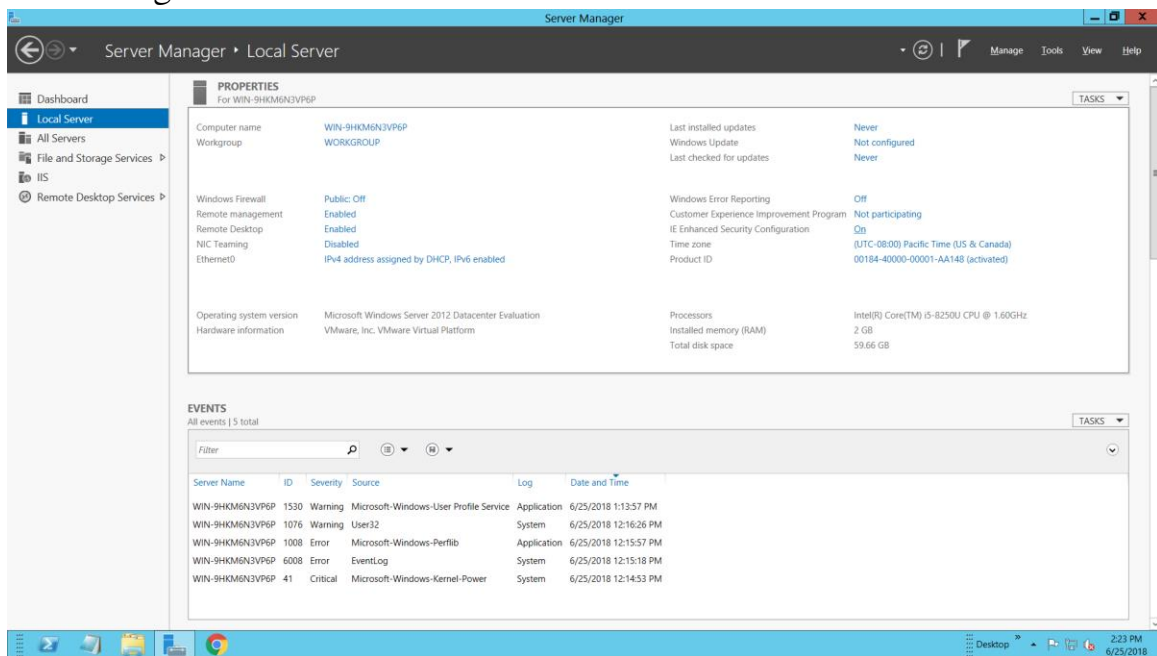 Server Manager
Server Manager • Local Server
Manage Tools View Help
Dashboard
Local Server
All Servers
File and Storage Services
IIS
Remote Desktop Services
PROPERTIES
For WIN-9HKM6N3VP6P
TASKS
Computer name WIN-9HKM6N3VP6P
Workgroup WORKGROUP
Last installed updates Never
Windows Update Not configured
Last checked for updates Never
Windows Firewall Public: Off
Remote management Enabled
Remote Desktop Enabled
NIC Teaming Disabled
Ethernet0 IPv4 address assigned by DHCP, IPv6 enabled
Windows Error Reporting Off
Customer Experience Improvement Program Not participating
IE Enhanced Security Configuration On
Time zone (UTC-08:00) Pacific Time (US & Canada)
Product ID 00184-40000-00001-AA148 (activated)
Operating system version Microsoft Windows Server 2012 Datacenter Evaluation
Hardware information VMware, Inc. VMware Virtual Platform
Processors Intel(R) Core(TM) i5-8250U CPU @ 1.60GHz
Installed memory (RAM) 2 GB
Total disk space 59.66 GB
EVENTS
All events | 5 total
TASKS
Filter
Server Name ID Severity Source Log Date and Time
WIN-9HKM6N3VP6P 1530 Warning Microsoft-Windows-User Profile Service Application 6/25/2018 1:13:57 PM
WIN-9HKM6N3VP6P 1076 Warning User32 System 6/25/2018 12:16:26 PM
WIN-9HKM6N3VP6P 1008 Error Microsoft-Windows-Perflib Application 6/25/2018 12:15:57 PM
WIN-9HKM6N3VP6P 6008 Error EventLog System 6/25/2018 12:15:18 PM
WIN-9HKM6N3VP6P 41 Critical Microsoft-Windows-Kernel-Power System 6/25/2018 12:14:53 PM
Desktop
2:23 PM
6/25/2018